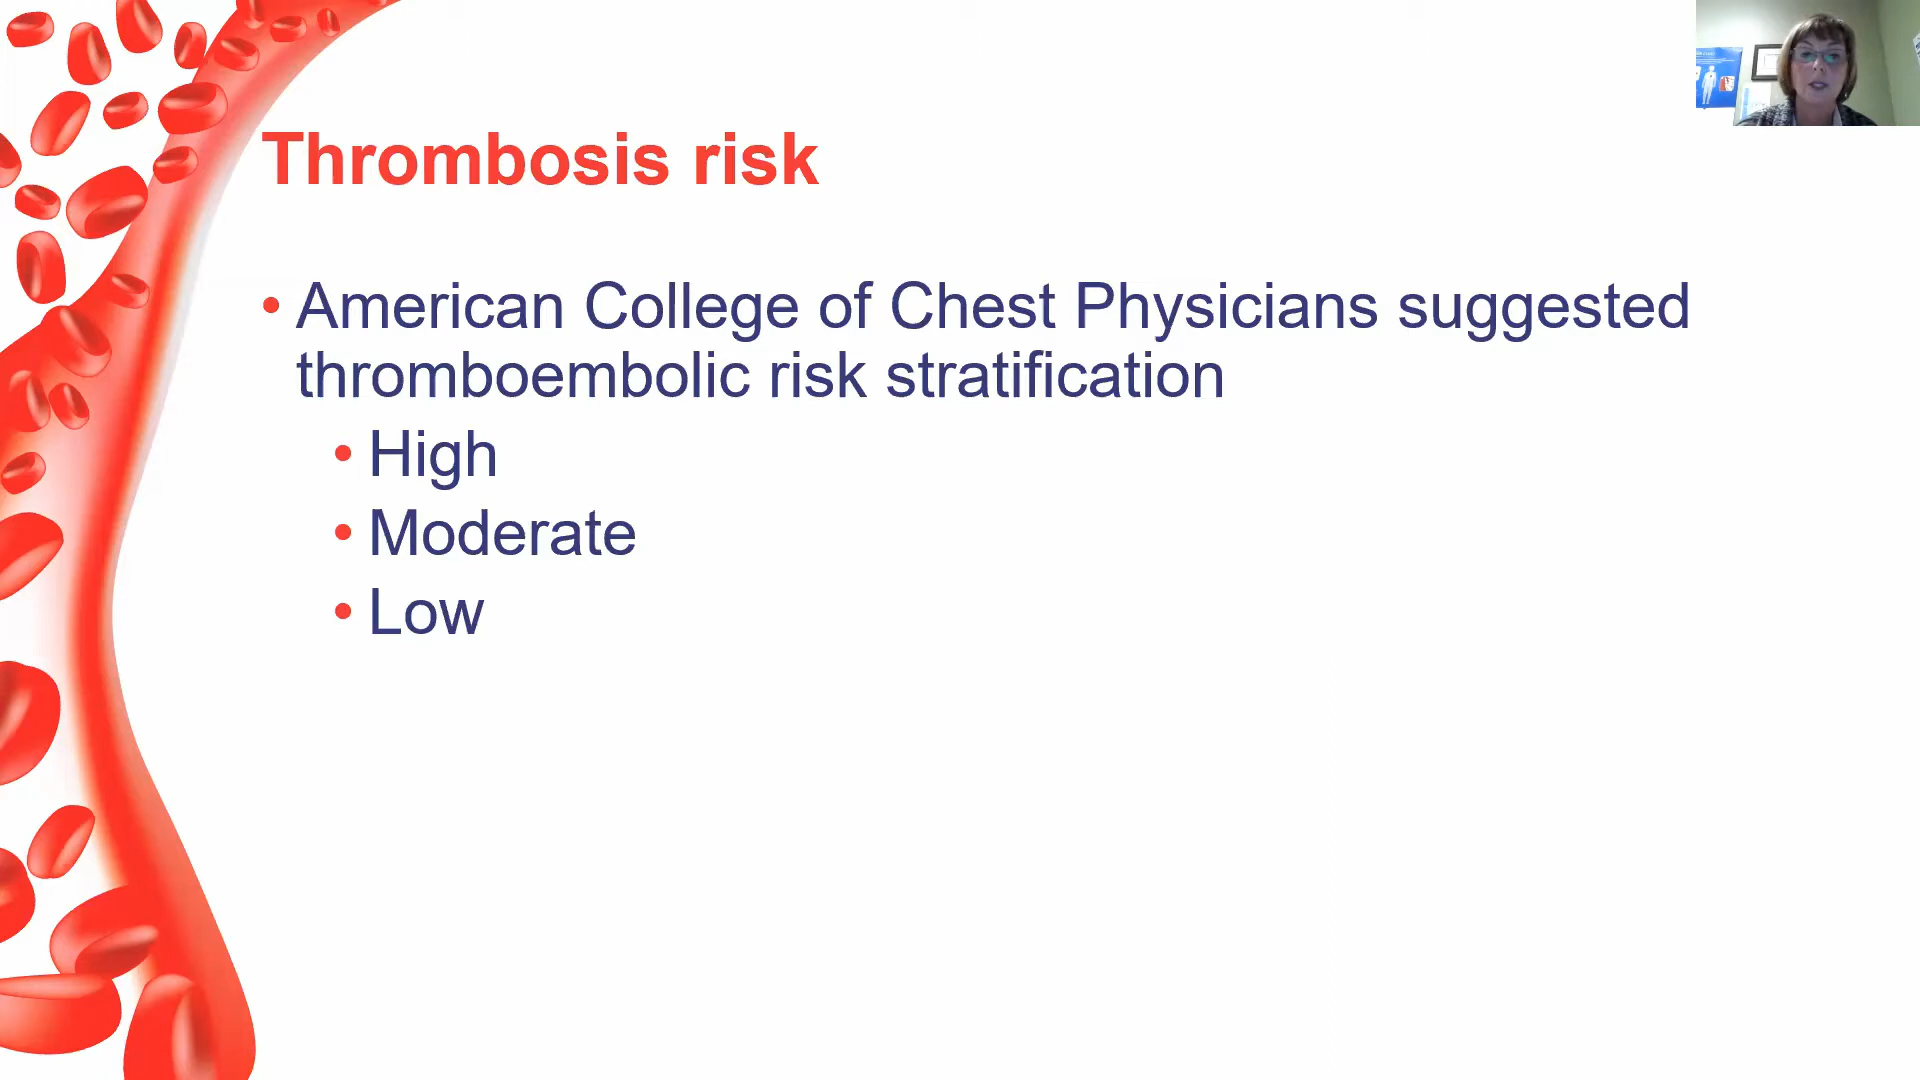 Thrombosis risk
• American College of Chest Physicians suggested
thromboembolic risk stratification
• High
• Moderate
• Low